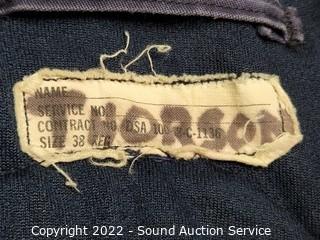 NAME
SERVICE NO.
CONTRACT NO. DSA 100
SIZE 38 REG
Copyright 2022 - Sound Auction Service